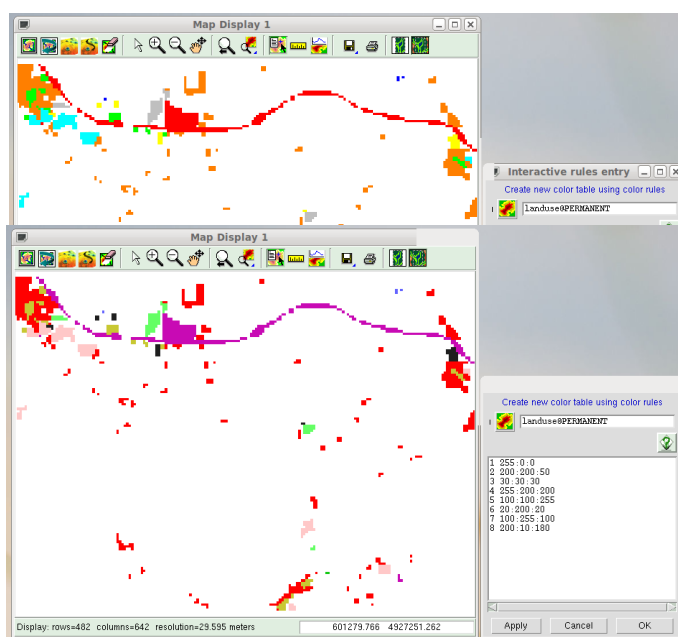 Map Display 1
Interactive rules entry
Create new color table using color rules
landuse@PERMANENT
Map Display 1
Create new color table using color rules
landuse@PERMANENT
1 255:0:0
2 200:200:50
3 30:30:30
4 255:200:200
5 100:100:255
6 20:200:20
7 100:255:100
8 200:10:180
Display: rows=482 columns=642 resolution=29.595 meters
601279.766 4927251.262
Apply Cancel OK